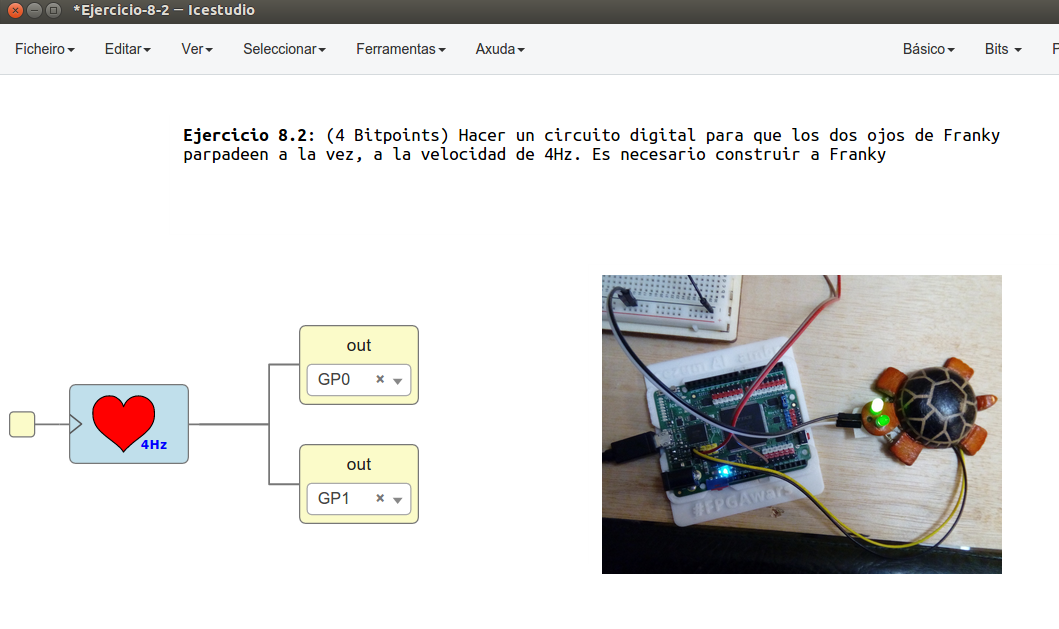 *Ejercicio-8-2 — Icestudio
Ficheiro Editar Ver Seleccionar Ferramentas Axuda Básico Bits
Ejercicio 8.2: (4 Bitpoints) Hacer un circuito digital para que los dos ojos de Franky
parpadeen a la vez, a la velocidad de 4Hz. Es necesario construir a Franky
out
GP0
4Hz
out
GP1
#FPGAwars